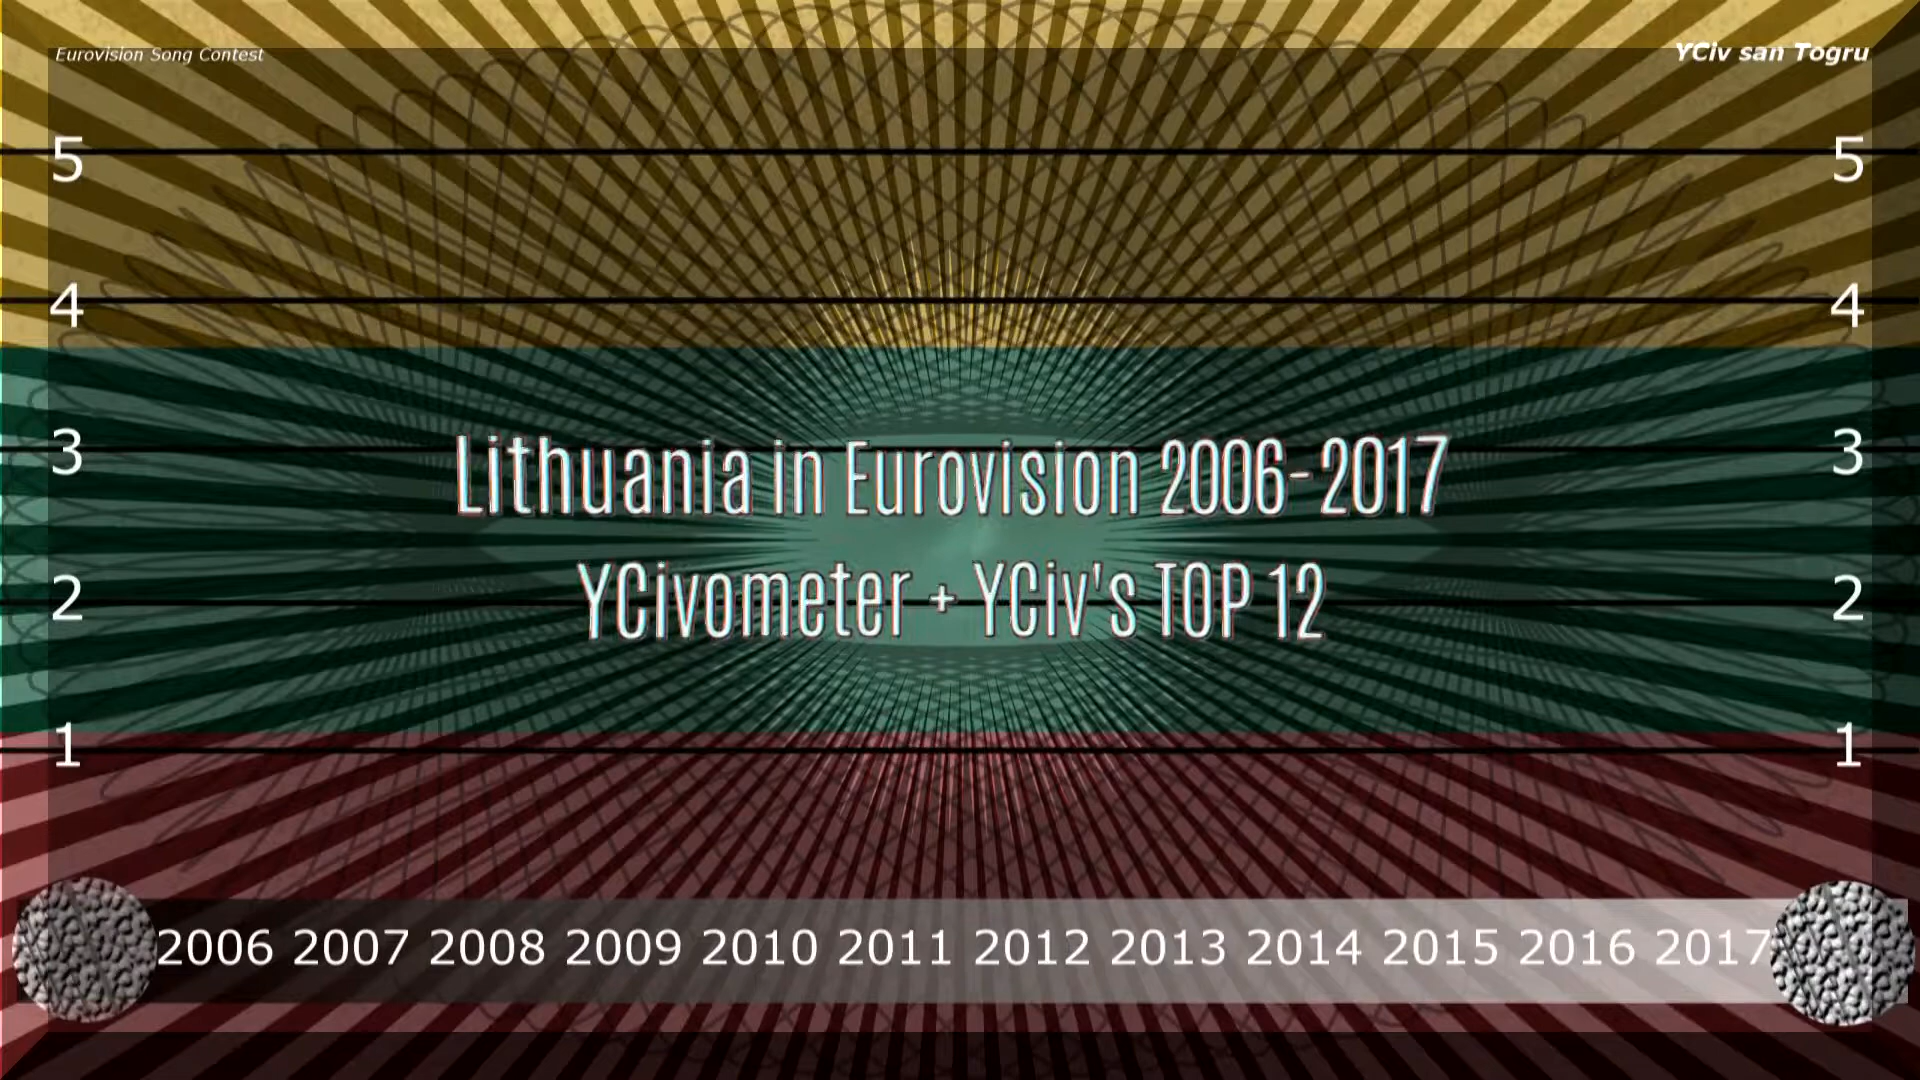 Eurovision Song Contest
YCiv san Togru
5 5
4 4
3 3
Lithuania in Eurovision 2006-2017
YCivometer + YCiv's TOP 12
2 2
1 1
2006 2007 2008 2009 2010 2011 2012 2013 2014 2015 2016 2017